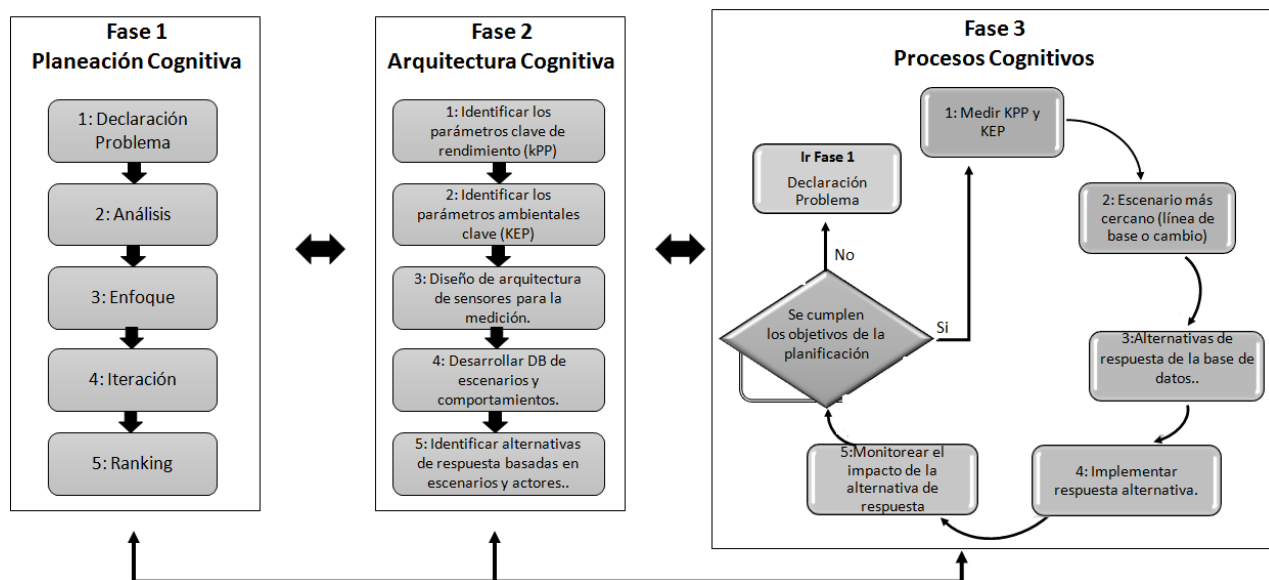 Fase 1
Planeación Cognitiva
1: Declaración
Problema
2: Análisis
3: Enfoque
4: Iteración
5: Ranking
Fase 2
Arquitectura Cognitiva
1: Identificar los
parámetros clave de
rendimiento (kPP)
2: Identificar los
parámetros ambientales
clave (KEP)
3: Diseño de arquitectura
de sensores para la
medición.
4: Desarrollar DB de
escenarios y
comportamientos.
5: Identificar alternativas
de respuesta basadas en
escenarios y actores..
Fase 3
Procesos Cognitivos
1: Medir KPP y
KEP
2: Escenario más
cercano (línea de
base o cambio)
3:Alternativas de
respuesta de la base de
datos..
4: Implementar
respuesta alternativa.
5:Monitorear el
impacto de la
alternativa de
respuesta
Se cumplen
los objetivos de la
planificación
Si
No
Ir Fase 1
Declaración
Problema